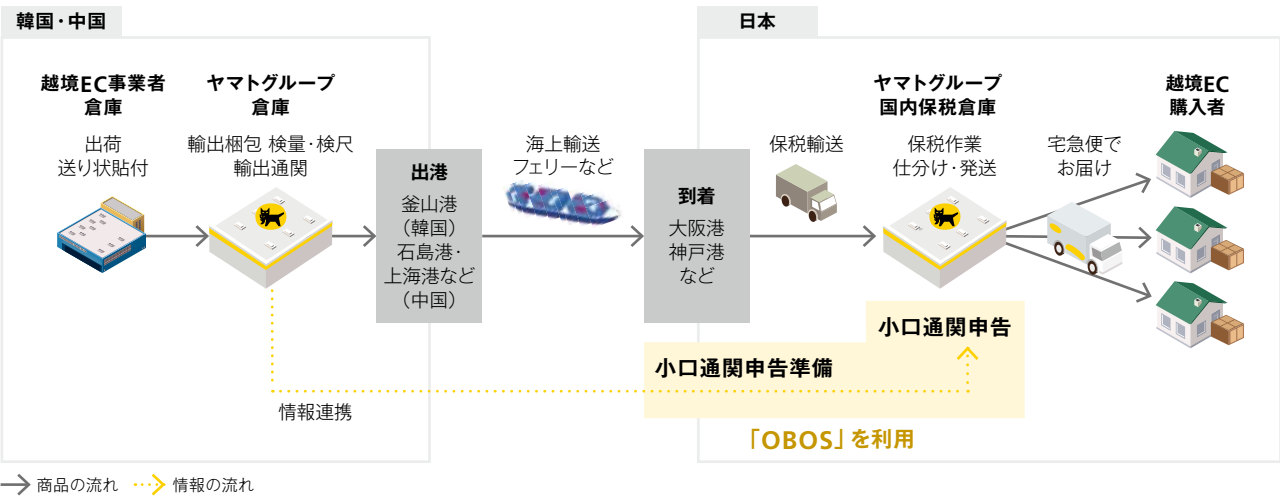 韓国・中国
越境EC事業者
倉庫
出荷
送り状貼付
ヤマトグループ
倉庫
輸出梱包 検量・検尺
輸出通関
出港
釜山港
（韓国）
石島港・
上海港など
（中国）
海上輸送
フェリーなど
日本
到着
大阪港
神戸港
など
保税輸送
ヤマトグループ
国内保税倉庫
保税作業
仕分け・発送
宅急便で
お届け
越境EC
購入者
小口通関申告
小口通関申告準備
情報連携
「OBOS」を利用
商品の流れ
情報の流れ